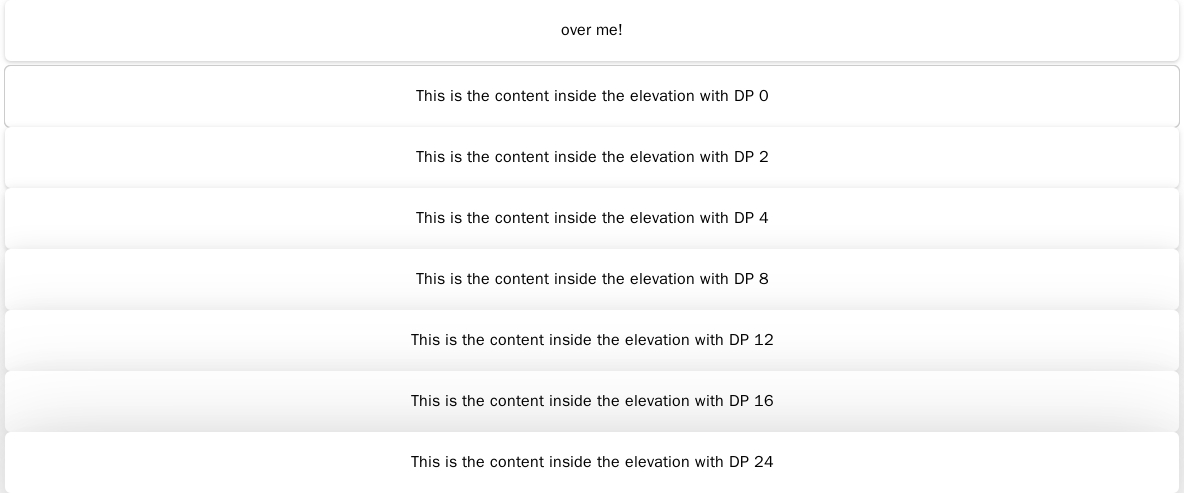 over me!
This is the content inside the elevation with DP 0
This is the content inside the elevation with DP 2
This is the content inside the elevation with DP 4
This is the content inside the elevation with DP 8
This is the content inside the elevation with DP 12
This is the content inside the elevation with DP 16
This is the content inside the elevation with DP 24